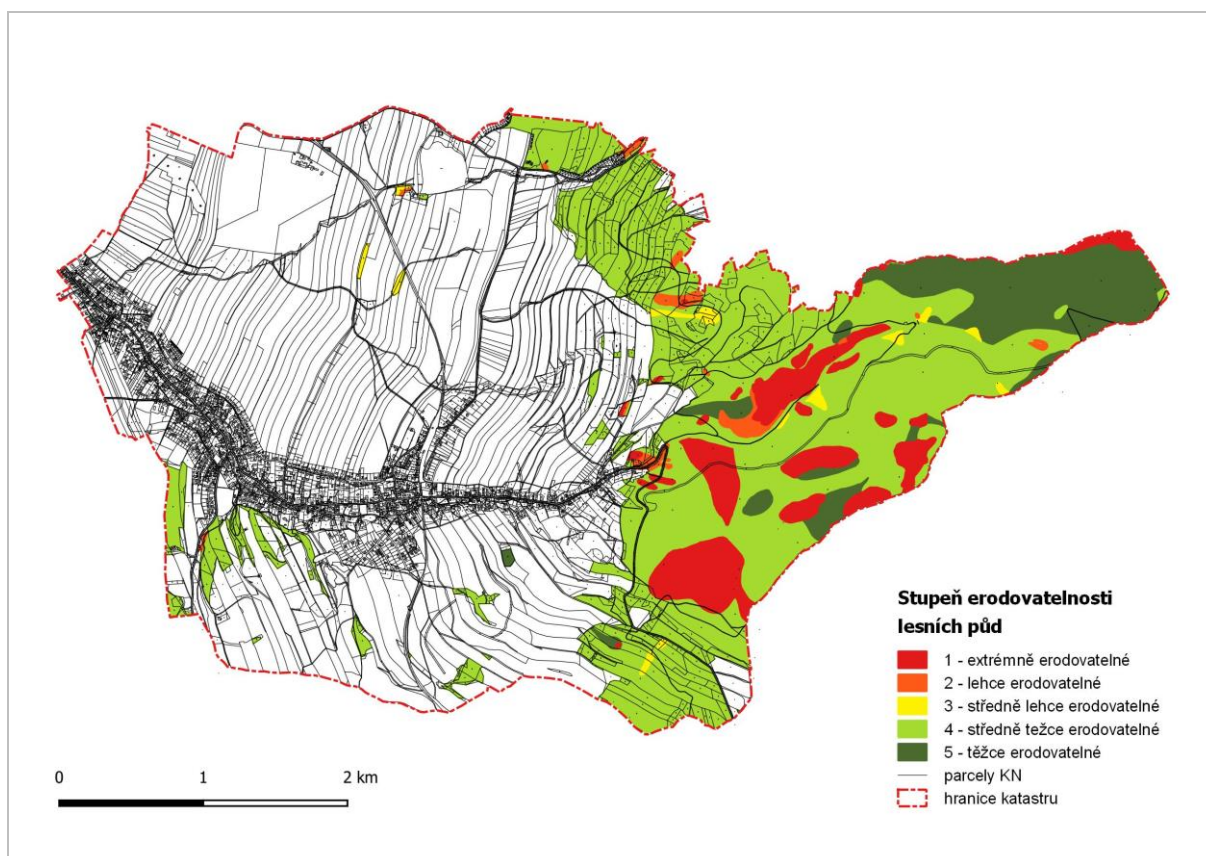 Stupeň erodovatelnosti
lesních půd
1 - extrémně erodovatelné
2 - lehce erodovatelné
3 - středně lehce erodovatelné
4 - středně težce erodovatelné
5 - těžce erodovatelné
parcely KN
hranice katastru
0 1 2 km